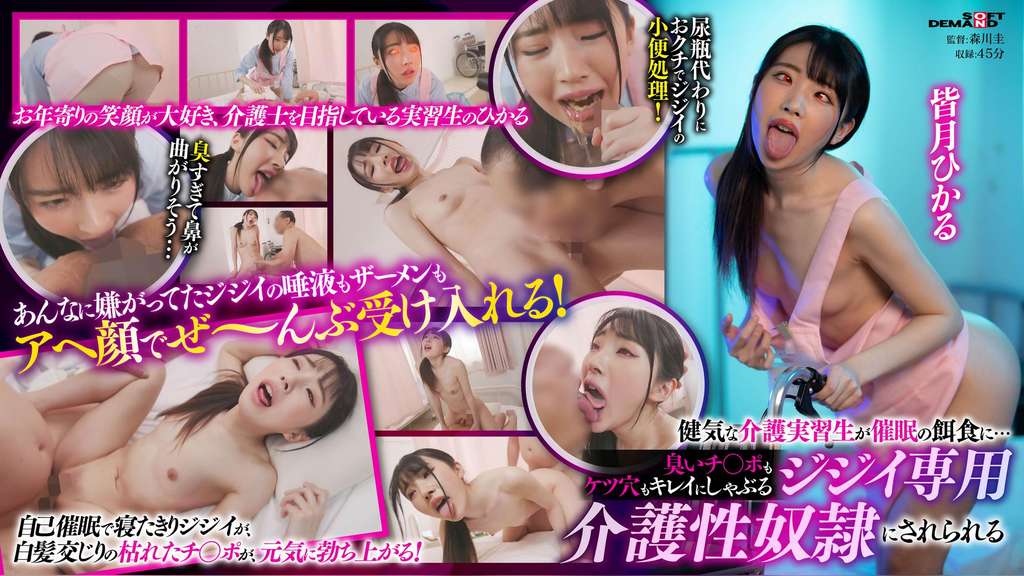 お年寄りの笑顔が大好き、介護士を目指している実習生のひかる
尿瓶代わりに
おクチでジジイの
小便処理!
SOFT
ON
DEMAND
監督:森川圭
収録:45分
皆月ひかる
臭すぎて鼻が
曲がりそう…
あんなに嫌がってたジジイの唾液もザーメンも
アヘ顔でぜ〜んぶ受け入れる!
自己催眠で寝たきりジジイが、
白髪交じりの枯れたチ◯ポが、元気に勃ち上がる!
健気な介護実習生が催眠の餌食に…
臭いチ◯ポも
ケツ穴もキレイにしゃぶる
ジジイ専用
介護性奴隷にされられる